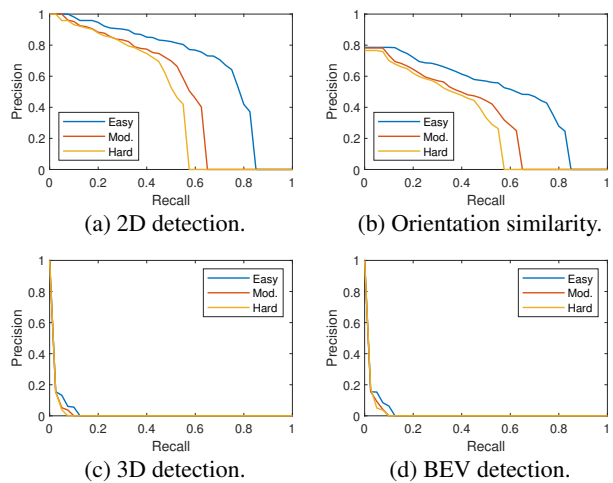 1
0.8
0.6
0.4
0.2
0
Precision
Easy
Mod.
Hard
0 0.2 0.4 0.6 0.8 1
Recall
(a) 2D detection.
1
0.8
0.6
0.4
0.2
0
Precision
Easy
Mod.
Hard
0 0.2 0.4 0.6 0.8 1
Recall
(b) Orientation similarity.
1
0.8
0.6
0.4
0.2
0
Precision
Easy
Mod.
Hard
0 0.2 0.4 0.6 0.8 1
Recall
(c) 3D detection.
1
0.8
0.6
0.4
0.2
0
Precision
Easy
Mod.
Hard
0 0.2 0.4 0.6 0.8 1
Recall
(d) BEV detection.